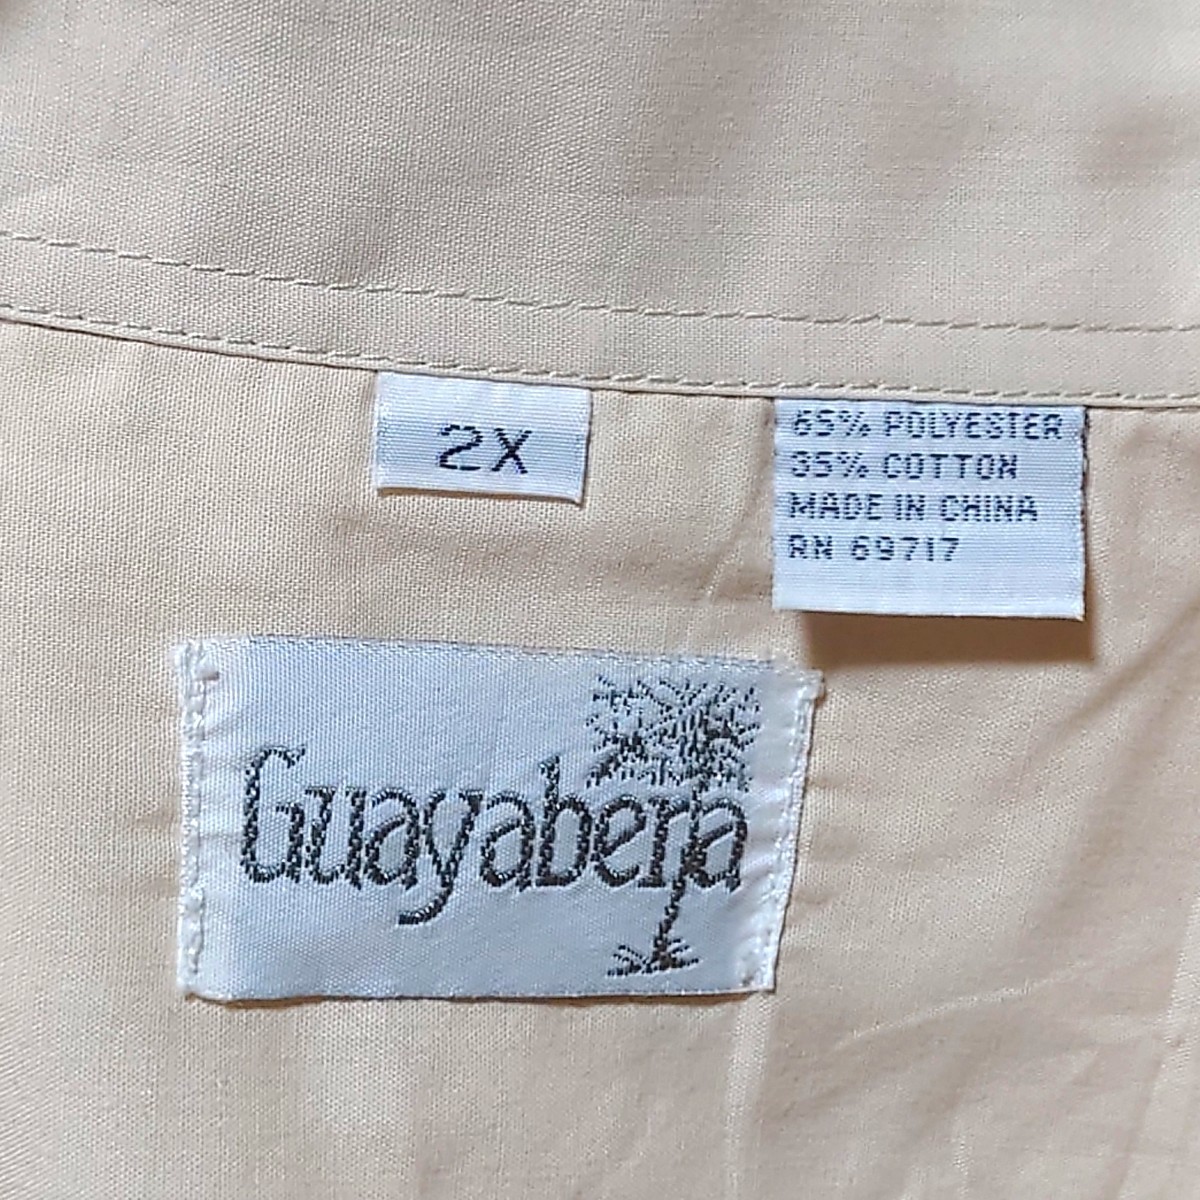 2X
65% POLYESTER
35% COTTON
MADE IN CHINA
RN 69717
Guayabera